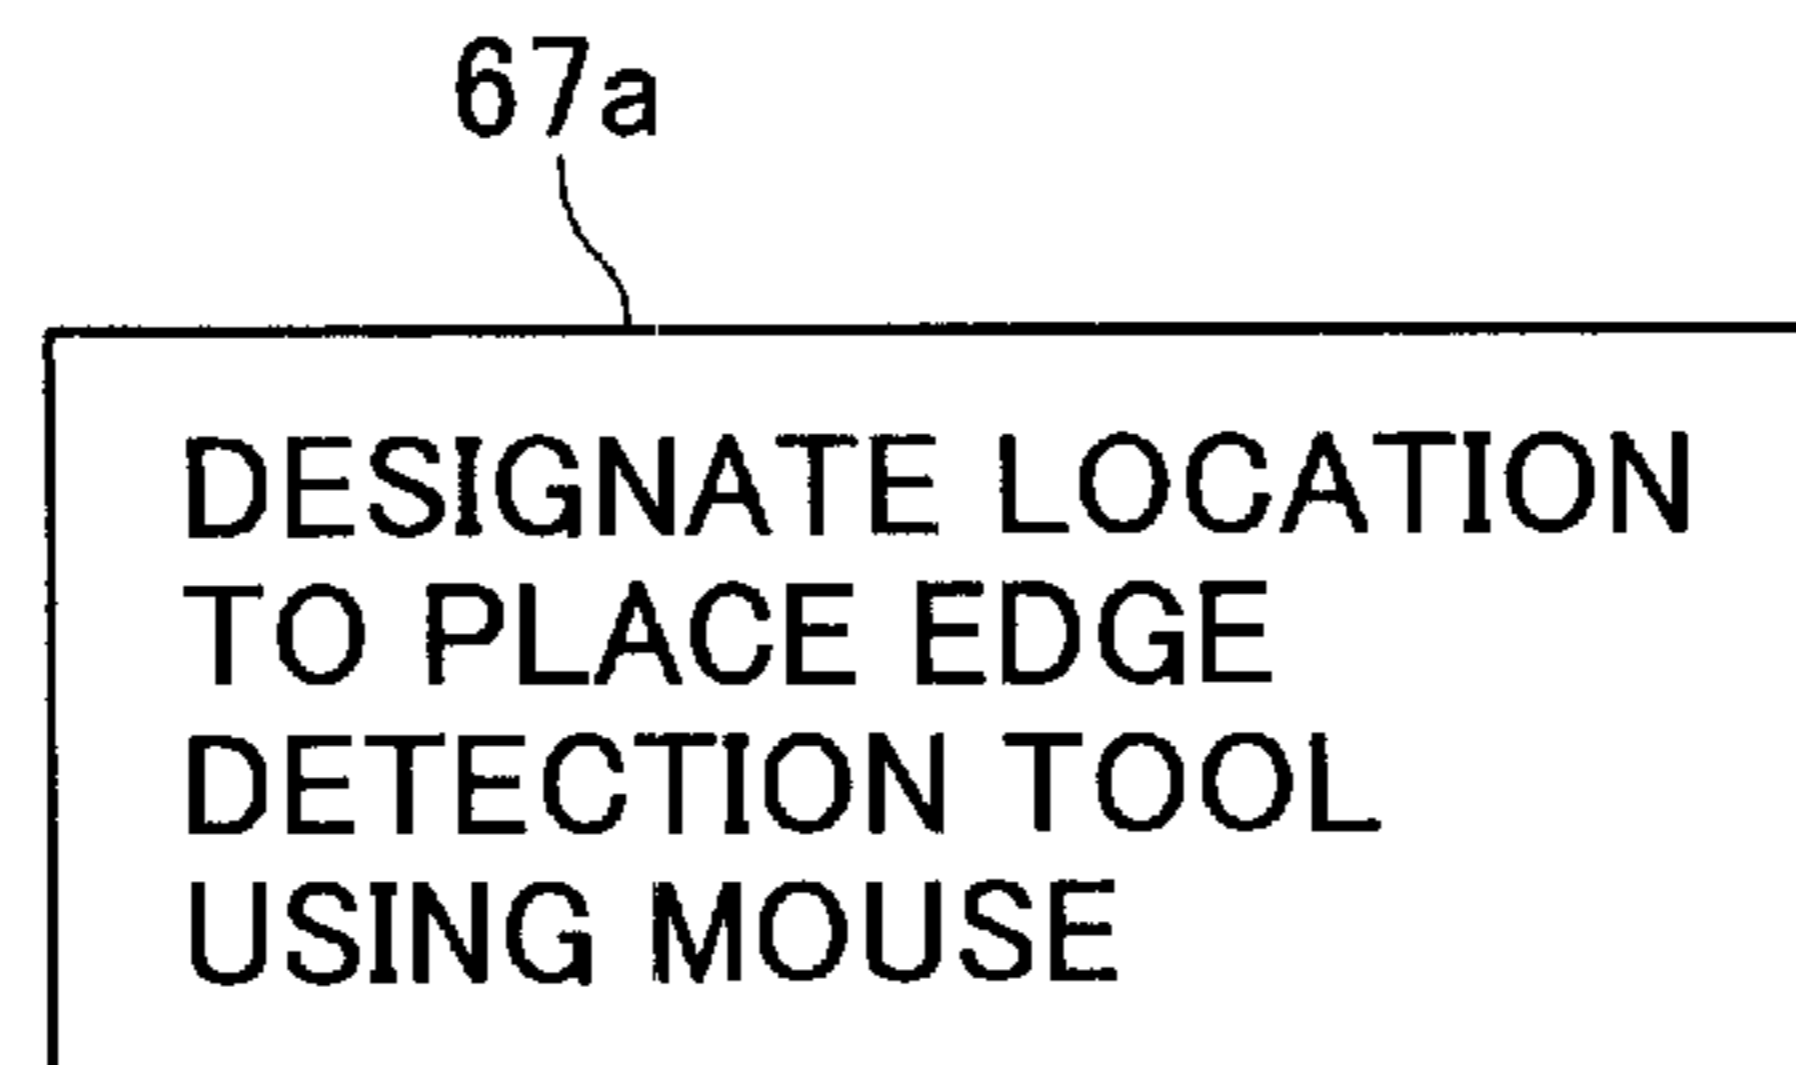 67a
DESIGNATE LOCATION
TO PLACE EDGE
DETECTION TOOL
USING MOUSE